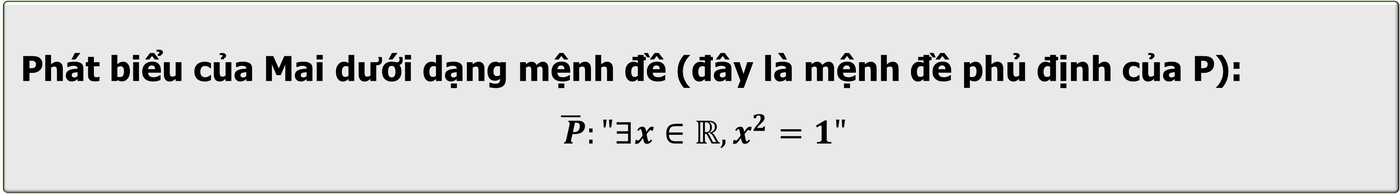 Phát biểu của Mai dưới dạng mệnh đề (đây là mệnh đề phủ định của P):
P̅: "∃x ∈ ℝ, x² = 1"